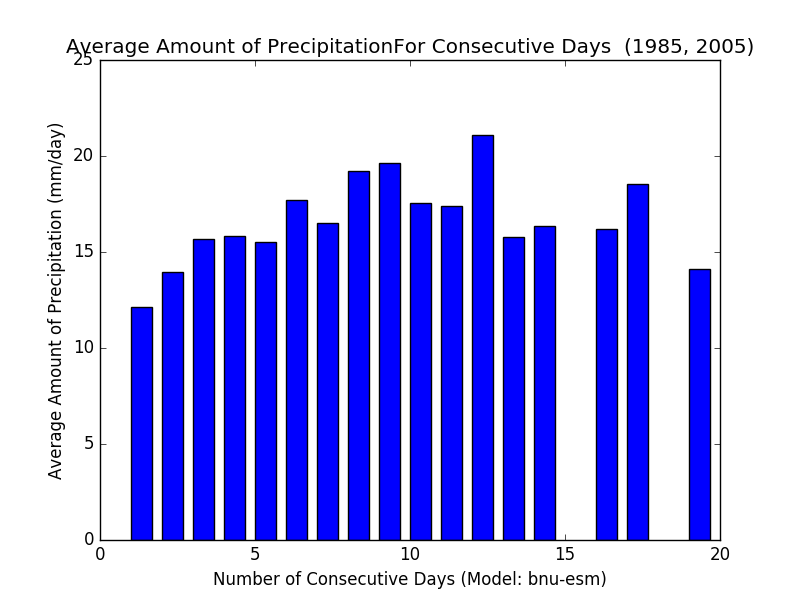 Average Amount of PrecipitationFor Consecutive Days  (1985, 2005)
Average Amount of Precipitation (mm/day)
25
20
15
10
5
0
0 5 10 15 20
Number of Consecutive Days (Model: bnu-esm)